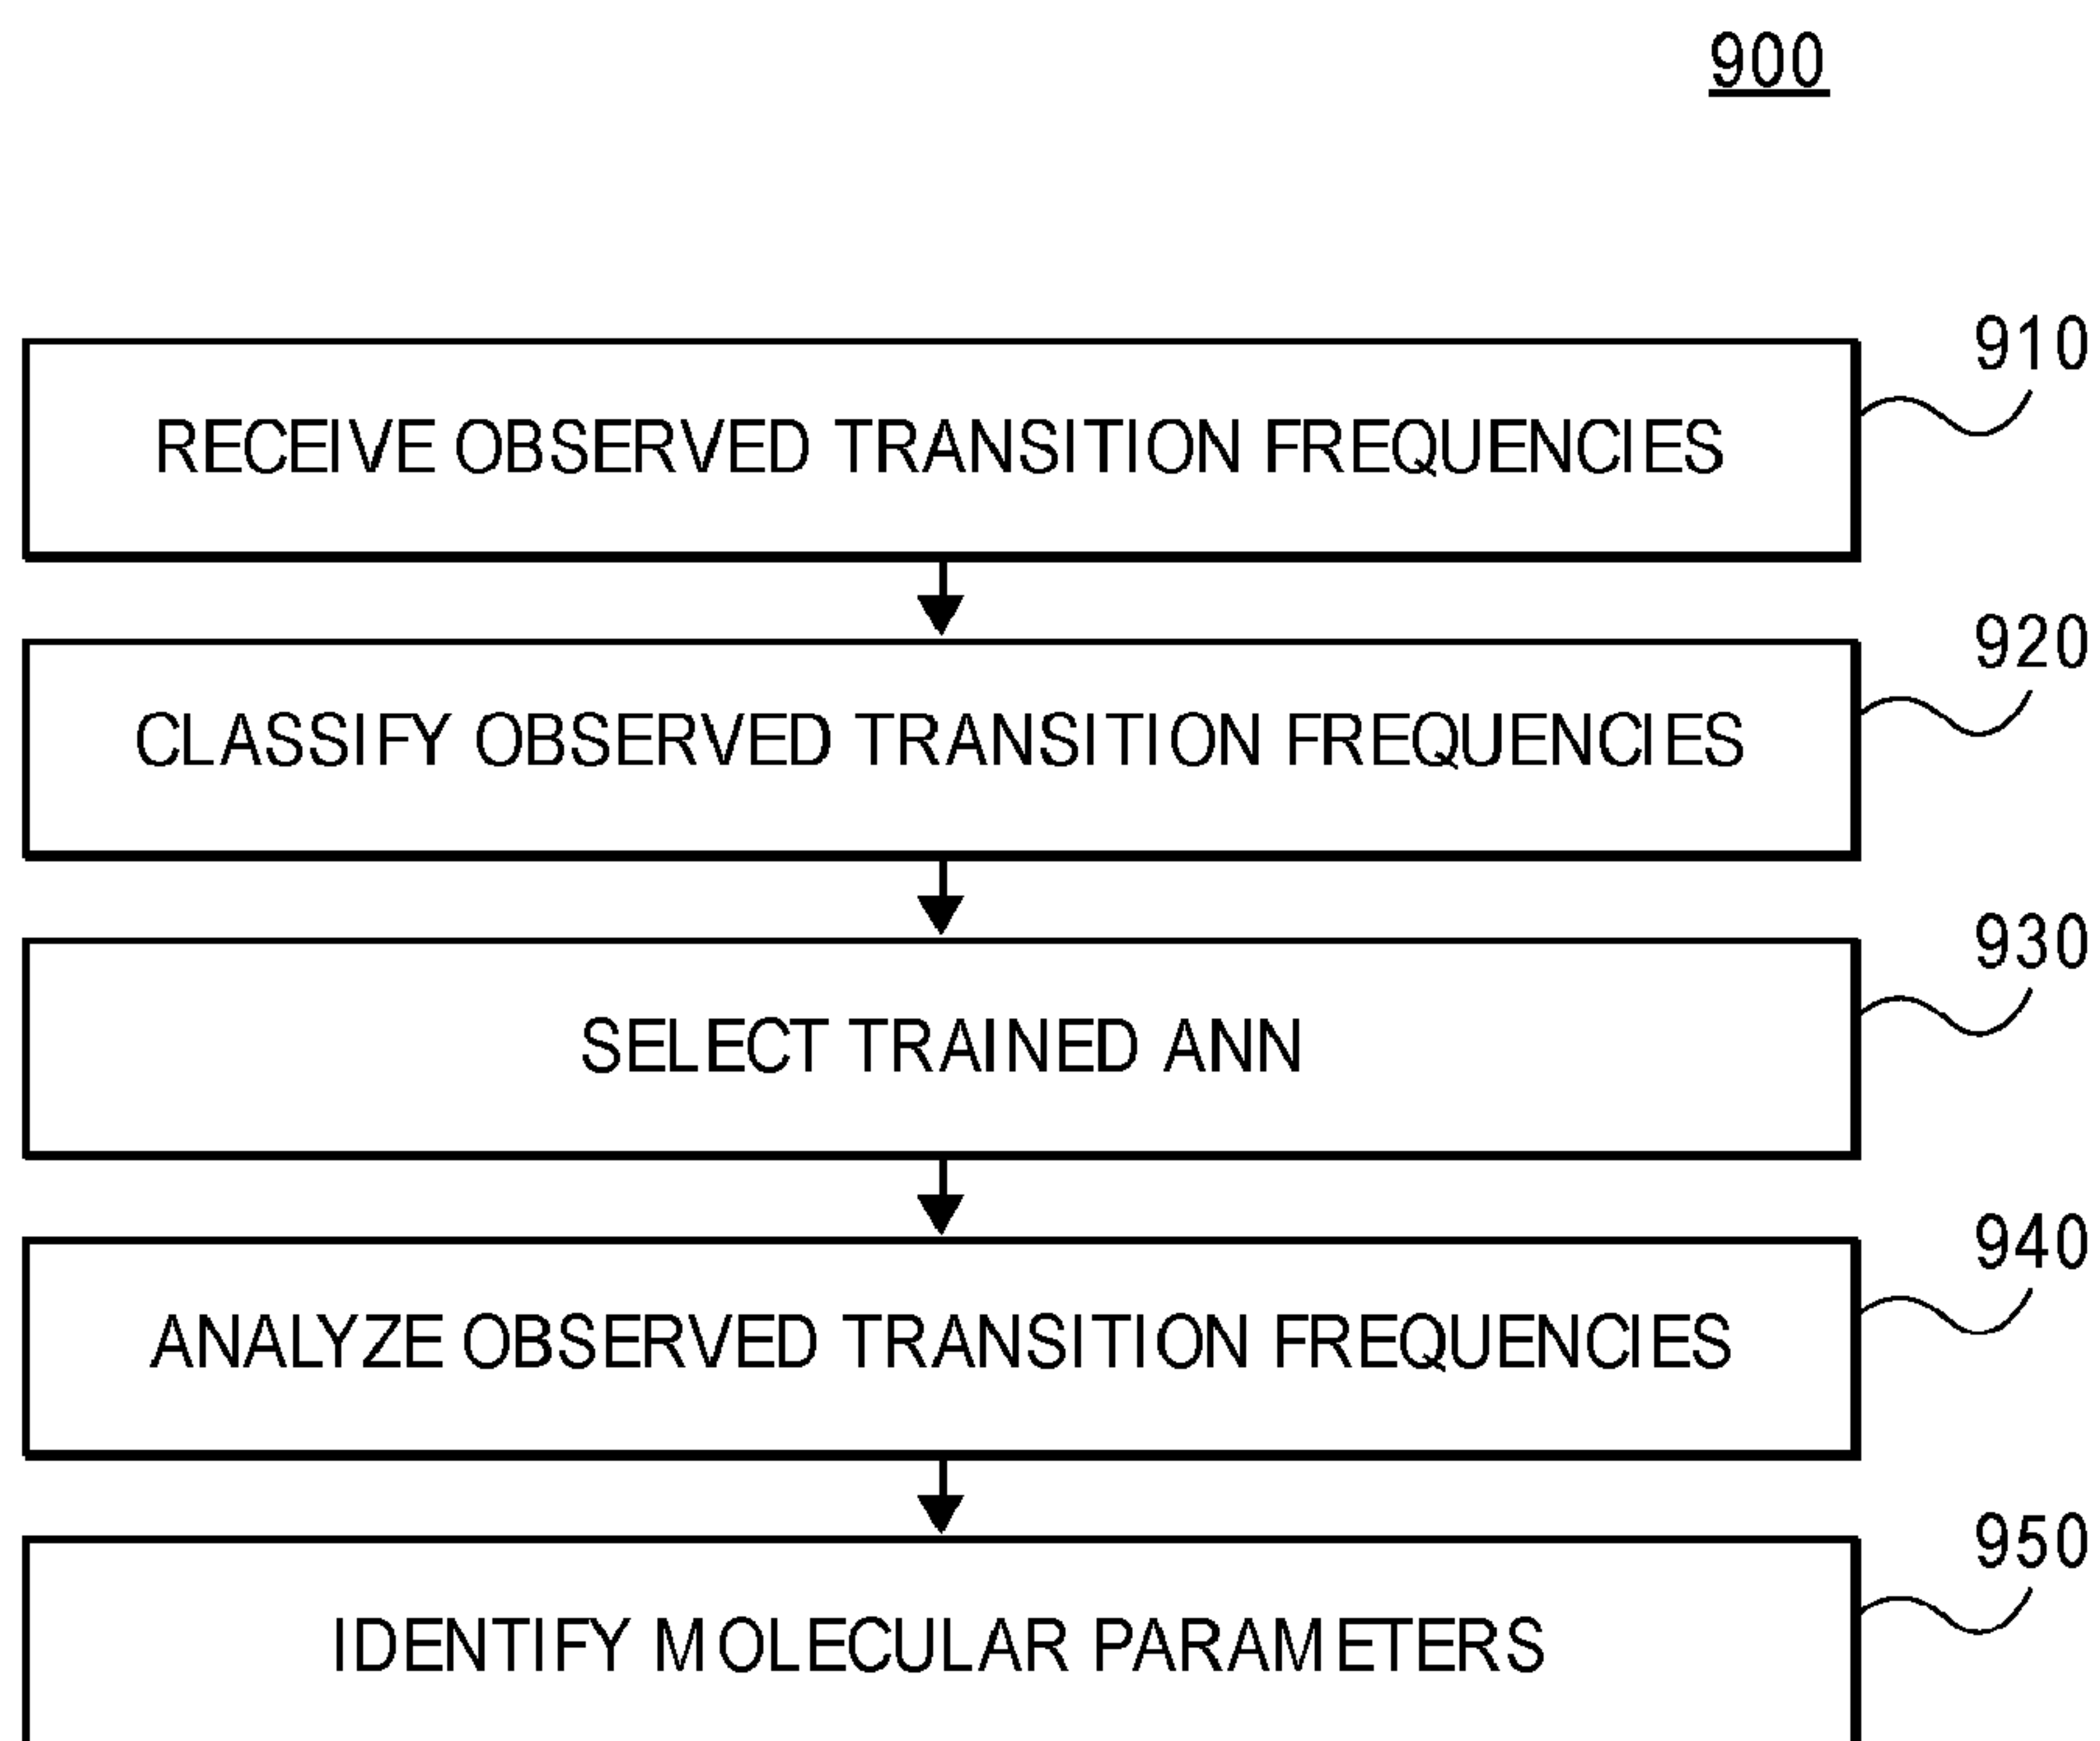 900
910
RECEIVE OBSERVED TRANSITION FREQUENCIES
920
CLASSIFY OBSERVED TRANSITION FREQUENCIES
930
SELECT TRAINED ANN
940
ANALYZE OBSERVED TRANSITION FREQUENCIES
950
IDENTIFY MOLECULAR PARAMETERS